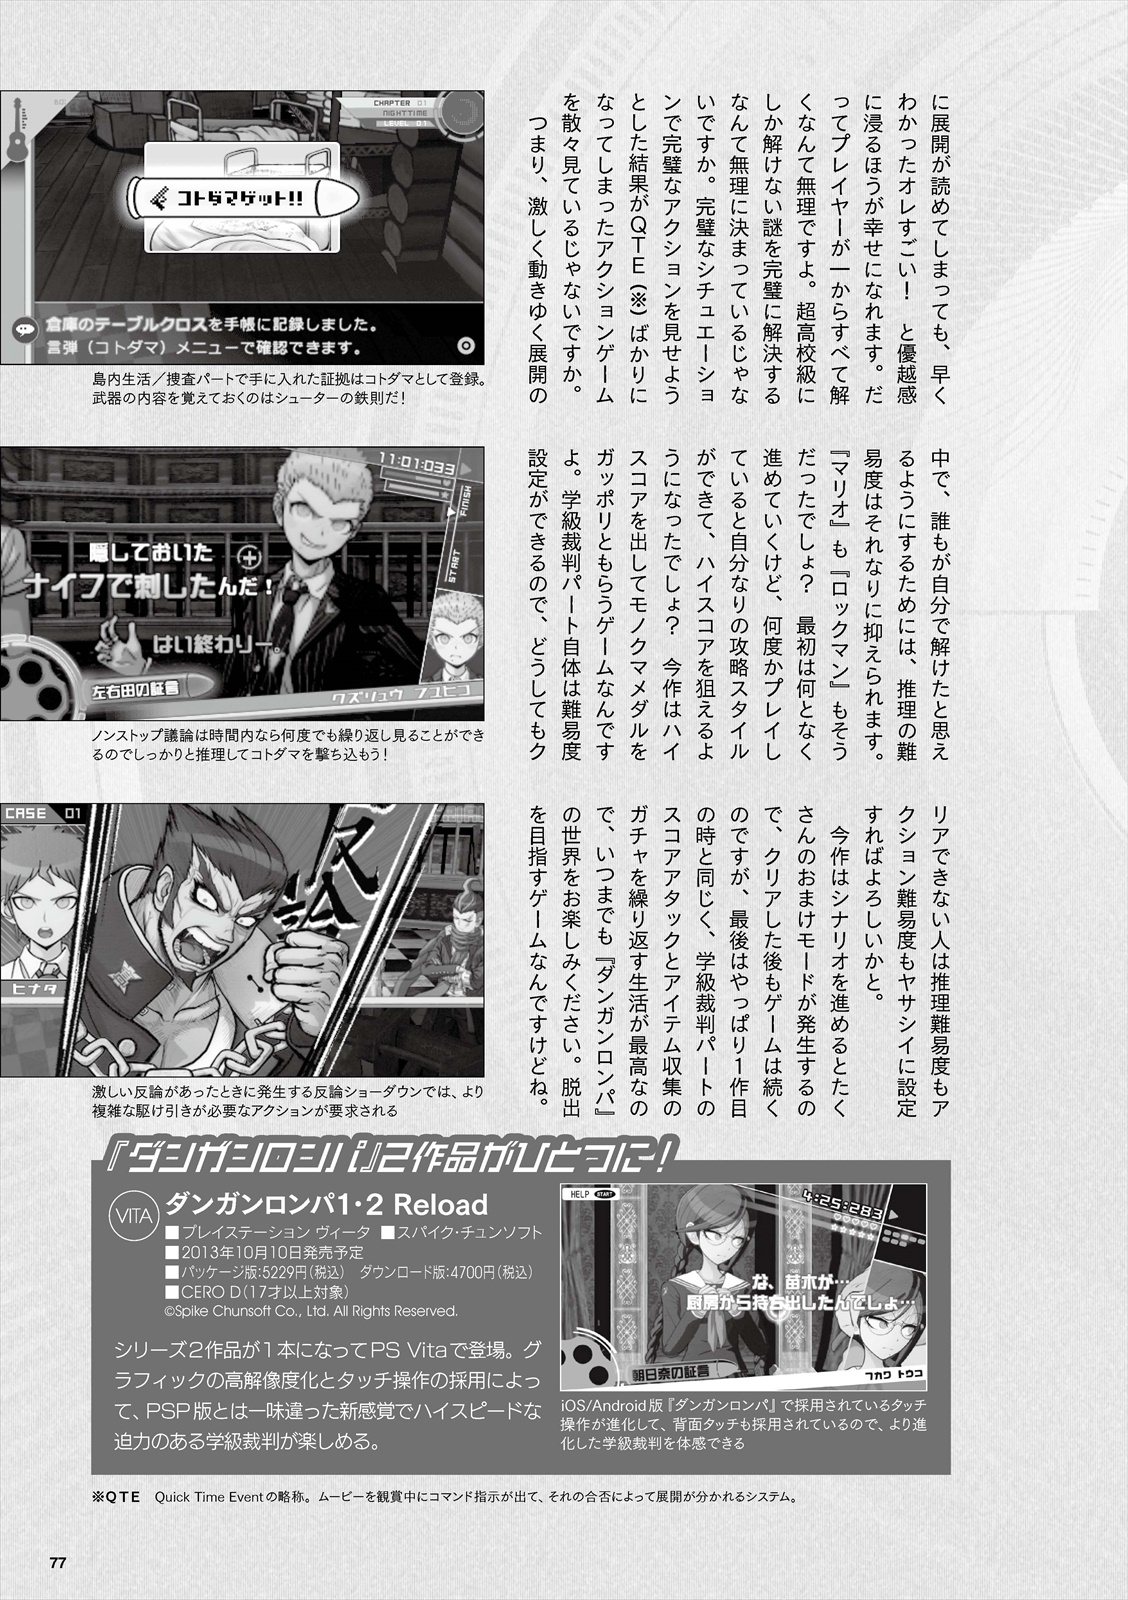 に展開が読めてしまっても、早く
わかったオレすごい！　と優越感
に浸るほうが幸せになれます。だ
ってプレイヤーが一からすべて解
くなんて無理ですよ。超高校級に
しか解けない謎を完璧に解決する
なんて無理に決まっているじゃな
いですか。完璧なシチュエーショ
ンで完璧なアクションを見せよう
とした結果がＱＴＥ（※）ばかりに
なってしまったアクションゲーム
を散々見ているじゃないですか。
　つまり、激しく動きゆく展開の
中で、誰もが自分で解けたと思え
るようにするためには、推理の難
易度はそれなりに抑えられます。
『マリオ』も『ロックマン』もそう
だったでしょ？　最初は何となく
進めていくけど、何度かプレイし
ていると自分なりの攻略スタイル
ができて、ハイスコアを狙えるよ
うになったでしょ？　今作はハイ
スコアを出してモノクマメダルを
ガッポリともらうゲームなんです
よ。学級裁判パート自体は難易度
設定ができるので、どうしてもク
リアできない人は推理難易度もア
クション難易度もヤサシイに設定
すればよろしいかと。
　今作はシナリオを進めるとたく
さんのおまけモードが発生するの
で、クリアした後もゲームは続く
のですが、最後はやっぱり１作目
の時と同じく、学級裁判パートの
スコアアタックとアイテム収集の
ガチャを繰り返す生活が最高なの
で、いつまでも『ダンガンロンパ』
の世界をお楽しみください。脱出
を目指すゲームなんですけどね。
CHAPTER 01
NIGHTTIME
LEVEL 01
コトダマゲット!!
倉庫のテーブルクロスを手帳に記録しました。
言弾（コトダマ）メニューで確認できます。
島内生活／捜査パートで手に入れた証拠はコトダマとして登録。
武器の内容を覚えておくのはシューターの鉄則だ！
11:01:033
FINISH
START
隠しておいた
ナイフで刺したんだ！
はい終わりー。
左右田の証言
クズリュウ フユヒコ
ノンストップ議論は時間内なら何度でも繰り返し見ることができ
るのでしっかりと推理してコトダマを撃ち込もう！
CASE 01
反論
ヒナタ
激しい反論があったときに発生する反論ショーダウンでは、より
複雑な駆け引きが必要なアクションが要求される
『ダンガンロンパ』2作品がひとつに！
VITA
ダンガンロンパ1・2 Reload
■プレイステーション ヴィータ ■スパイク・チュンソフト
■2013年10月10日発売予定
■パッケージ版：5229円（税込）　ダウンロード版：4700円（税込）
■CERO D（17才以上対象）
©Spike Chunsoft Co., Ltd. All Rights Reserved.
シリーズ2作品が1本になってPS Vitaで登場。グ
ラフィックの高解像度化とタッチ操作の採用によっ
て、PSP版とは一味違った新感覚でハイスピードな
迫力のある学級裁判が楽しめる。
HELP START
4:25:283
な、苗木が…
厨房から持ち出したんでしょ…
朝日奈の証言
フカワ トウコ
iOS/Android版『ダンガンロンパ』で採用されているタッチ
操作が進化して、背面タッチも採用されているので、より進
化した学級裁判を体感できる
※QTE　Quick Time Eventの略称。ムービーを観賞中にコマンド指示が出て、それの合否によって展開が分かれるシステム。
77